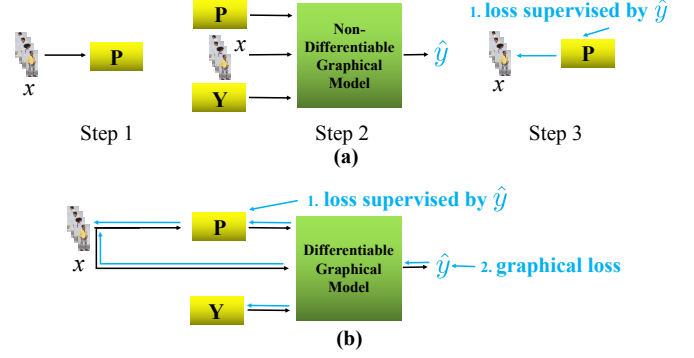 P
x
Step 1
P
x
Y
Non-
Differentiable
Graphical
Model
ŷ
Step 2
1. loss supervised by ŷ
P
x
Step 3
(a)
1. loss supervised by ŷ
P
x
Differentiable
Graphical
Model
ŷ
2. graphical loss
Y
(b)